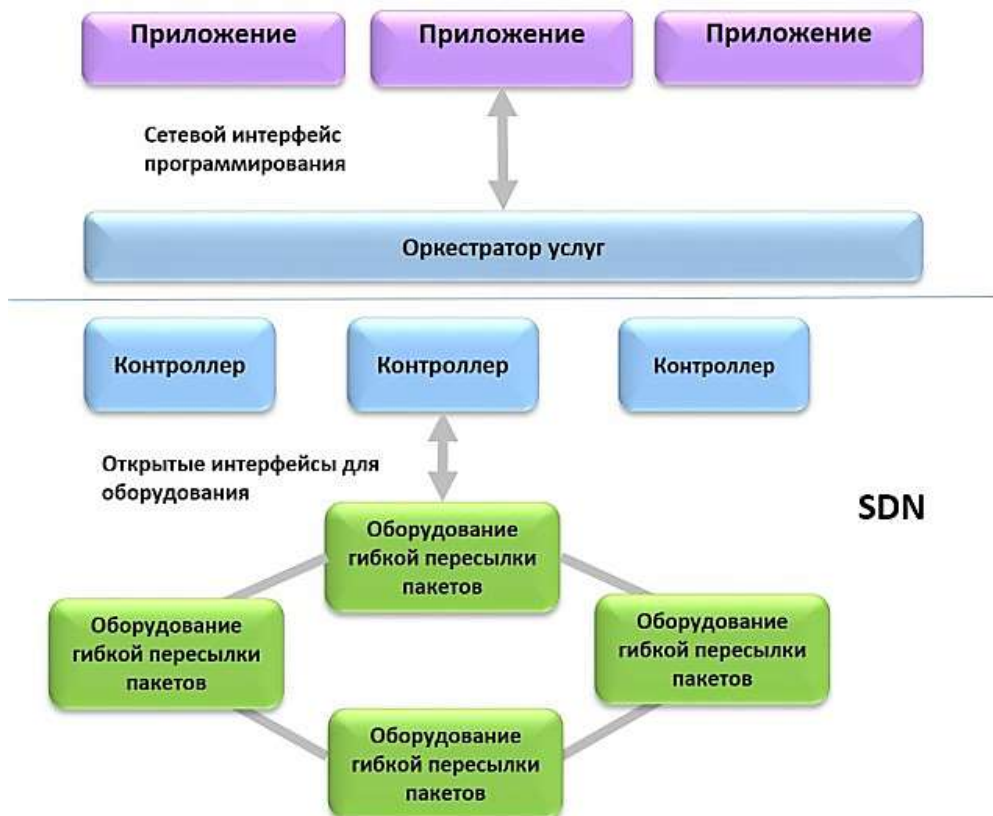 Приложение
Приложение
Приложение
Сетевой интерфейс
программирования
Оркестратор услуг
Контроллер
Контроллер
Контроллер
Открытые интерфейсы для
оборудования
SDN
Оборудование
гибкой пересылки
пакетов
Оборудование
гибкой пересылки
пакетов
Оборудование
гибкой пересылки
пакетов
Оборудование
гибкой пересылки
пакетов